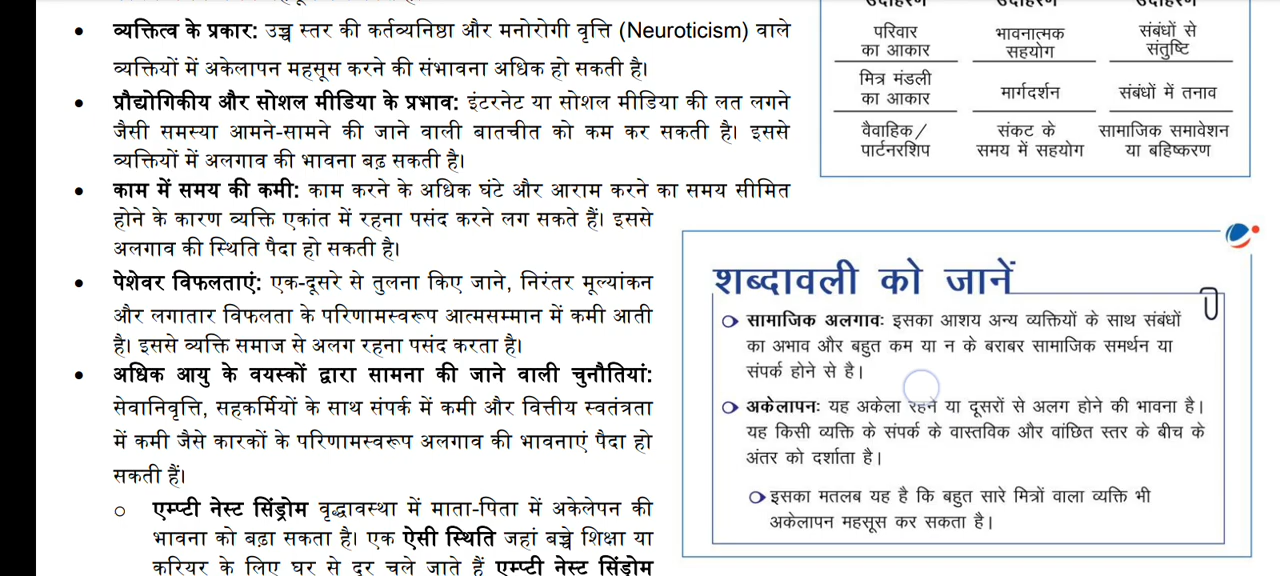 • व्यक्तित्व के प्रकार: उच्च स्तर की कर्तव्यनिष्ठा और मनोरोगी वृत्ति (Neuroticism) वाले
व्यक्तियों में अकेलापन महसूस करने की संभावना अधिक हो सकती है।
• प्रौद्योगिकीय और सोशल मीडिया के प्रभाव: इंटरनेट या सोशल मीडिया की लत लगने
जैसी समस्या आमने-सामने की जाने वाली बातचीत को कम कर सकती है। इससे
व्यक्तियों में अलगाव की भावना बढ़ सकती है।
• काम में समय की कमी: काम करने के अधिक घंटे और आराम करने का समय सीमित
होने के कारण व्यक्ति एकांत में रहना पसंद करने लग सकते हैं। इससे
अलगाव की स्थिति पैदा हो सकती है।
• पेशेवर विफलताएं: एक-दूसरे से तुलना किए जाने, निरंतर मूल्यांकन
और लगातार विफलता के परिणामस्वरूप आत्मसम्मान में कमी आती
है। इससे व्यक्ति समाज से अलग रहना पसंद करता है।
• अधिक आयु के वयस्कों द्वारा सामना की जाने वाली चुनौतियां:
सेवानिवृत्ति, सहकर्मियों के साथ संपर्क में कमी और वित्तीय स्वतंत्रता
में कमी जैसे कारकों के परिणामस्वरूप अलगाव की भावनाएं पैदा हो
सकती हैं।
○ एम्प्टी नेस्ट सिंड्रोम वृद्धावस्था में माता-पिता में अकेलेपन की
भावना को बढ़ा सकता है। एक ऐसी स्थिति जहां बच्चे शिक्षा या
करियर के लिए घर से दूर चले जाते हैं एम्प्टी नेस्ट सिंड्रोम
उदाहरण उदाहरण उदाहरण
परिवार भावनात्मक संबंधों से
का आकार सहयोग संतुष्टि
मित्र मंडली
का आकार मार्गदर्शन संबंधों में तनाव
वैवाहिक/ संकट के सामाजिक समावेशन
पार्टनरशिप समय में सहयोग या बहिष्करण
शब्दावली को जानें
सामाजिक अलगावः इसका आशय अन्य व्यक्तियों के साथ संबंधों
का अभाव और बहुत कम या न के बराबर सामाजिक समर्थन या
संपर्क होने से है।
अकेलापनः यह अकेला रहने या दूसरों से अलग होने की भावना है।
यह किसी व्यक्ति के संपर्क के वास्तविक और वांछित स्तर के बीच के
अंतर को दर्शाता है।
इसका मतलब यह है कि बहुत सारे मित्रों वाला व्यक्ति भी
अकेलापन महसूस कर सकता है।